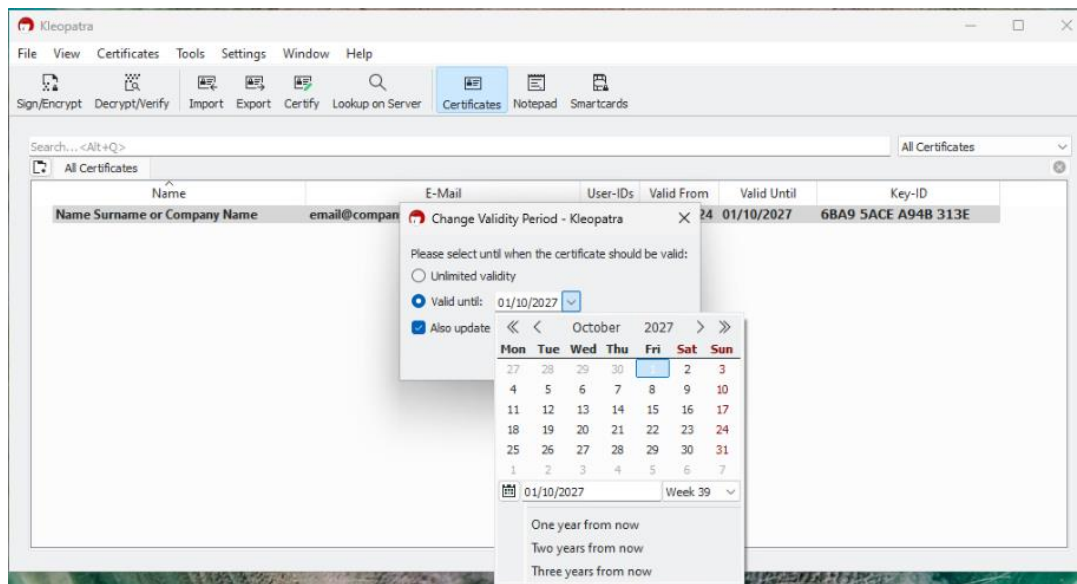 Kleopatra
File View Certificates Tools Settings Window Help
Sign/Encrypt Decrypt/Verify Import Export Certify Lookup on Server Certificates Notepad Smartcards
Search...<Alt+Q> All Certificates
All Certificates
Name E-Mail User-IDs Valid From Valid Until Key-ID
Name Surname or Company Name email@compan 24 01/10/2027 6BA9 5ACE A94B 313E
Change Validity Period - Kleopatra
Please select until when the certificate should be valid:
Unlimited validity
Valid until: 01/10/2027
Also update
October 2027
Mon Tue Wed Thu Fri Sat Sun
27 28 29 30 1 2 3
4 5 6 7 8 9 10
11 12 13 14 15 16 17
18 19 20 21 22 23 24
25 26 27 28 29 30 31
1 2 3 4 5 6 7
01/10/2027 Week 39
One year from now
Two years from now
Three years from now